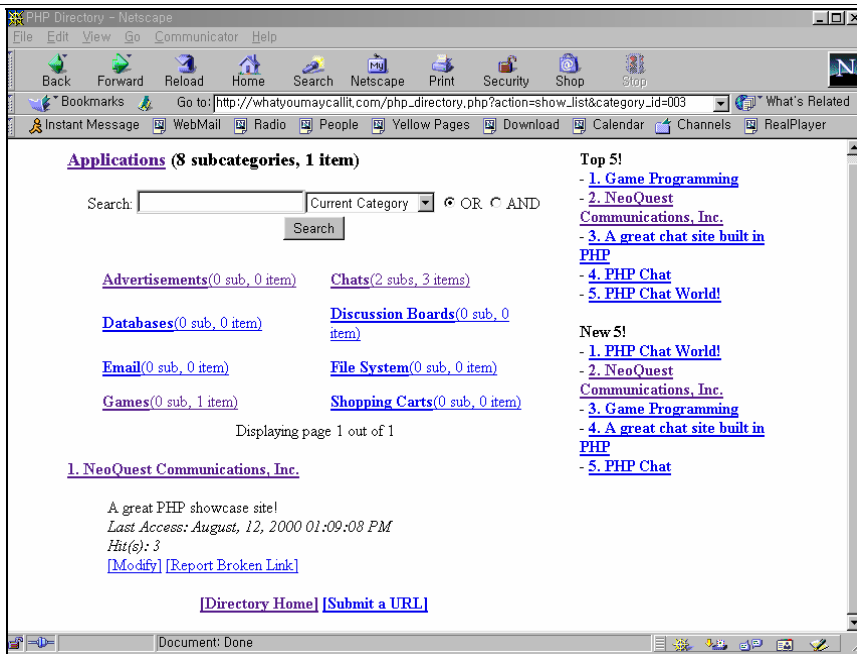 PHP Directory - Netscape
File Edit View Go Communicator Help
Back Forward Reload Home Search Netscape Print Security Shop Stop
Bookmarks Go to: http://whatyoumaycallit.com/php_directory.php?action=show_list&category_id=003 What's Related
Instant Message WebMail Radio People Yellow Pages Download Calendar Channels RealPlayer
Applications (8 subcategories, 1 item)
Search: Current Category OR AND
Search
Advertisements(0 sub, 0 item) Chats(2 subs, 3 items)
Databases(0 sub, 0 item) Discussion Boards(0 sub, 0
item)
Email(0 sub, 0 item) File System(0 sub, 0 item)
Games(0 sub, 1 item) Shopping Carts(0 sub, 0 item)
Displaying page 1 out of 1
1. NeoQuest Communications, Inc.
A great PHP showcase site!
Last Access: August, 12, 2000 01:09:08 PM
Hit(s): 3
[Modify] [Report Broken Link]
[Directory Home] [Submit a URL]
Top 5!
- 1. Game Programming
- 2. NeoQuest
Communications, Inc.
- 3. A great chat site built in
PHP
- 4. PHP Chat
- 5. PHP Chat World!
New 5!
- 1. PHP Chat World!
- 2. NeoQuest
Communications, Inc.
- 3. Game Programming
- 4. A great chat site built in
PHP
- 5. PHP Chat
Document: Done